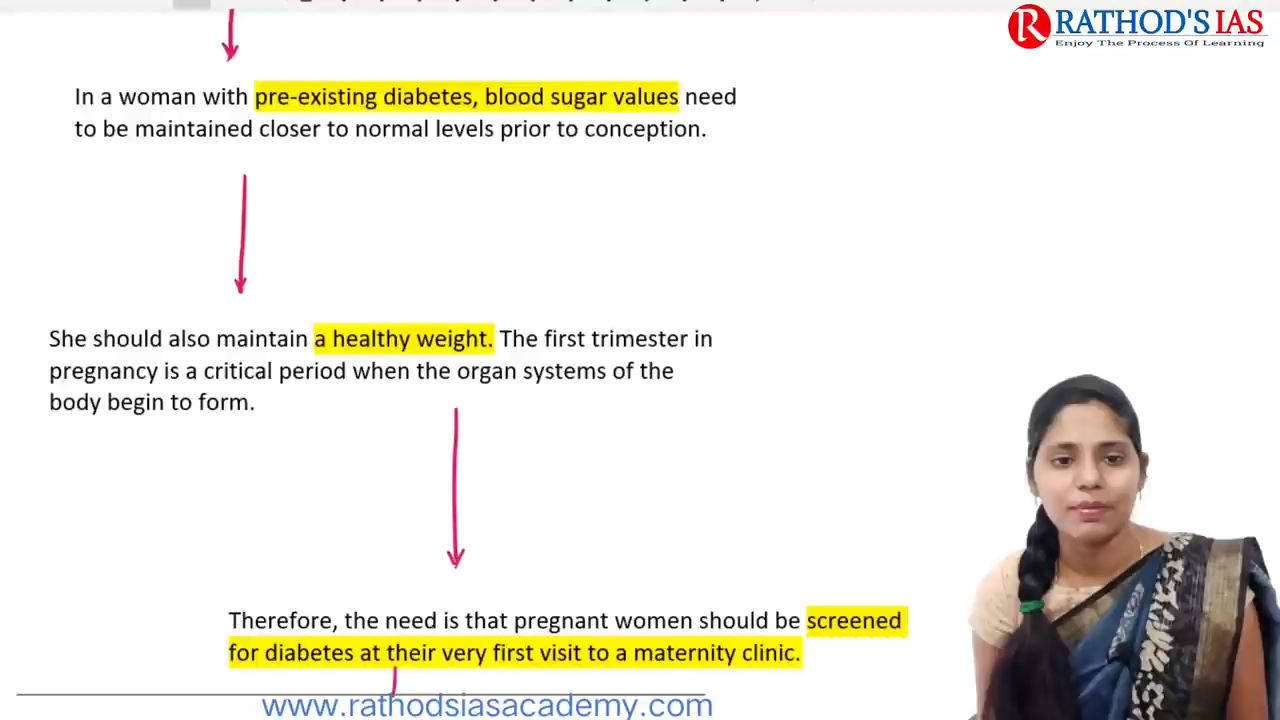 RATHOD'S IAS
Enjoy The Process Of Learning
In a woman with pre-existing diabetes, blood sugar values need
to be maintained closer to normal levels prior to conception.
She should also maintain a healthy weight. The first trimester in
pregnancy is a critical period when the organ systems of the
body begin to form.
Therefore, the need is that pregnant women should be screened
for diabetes at their very first visit to a maternity clinic.
www.rathodsiasacademy.com